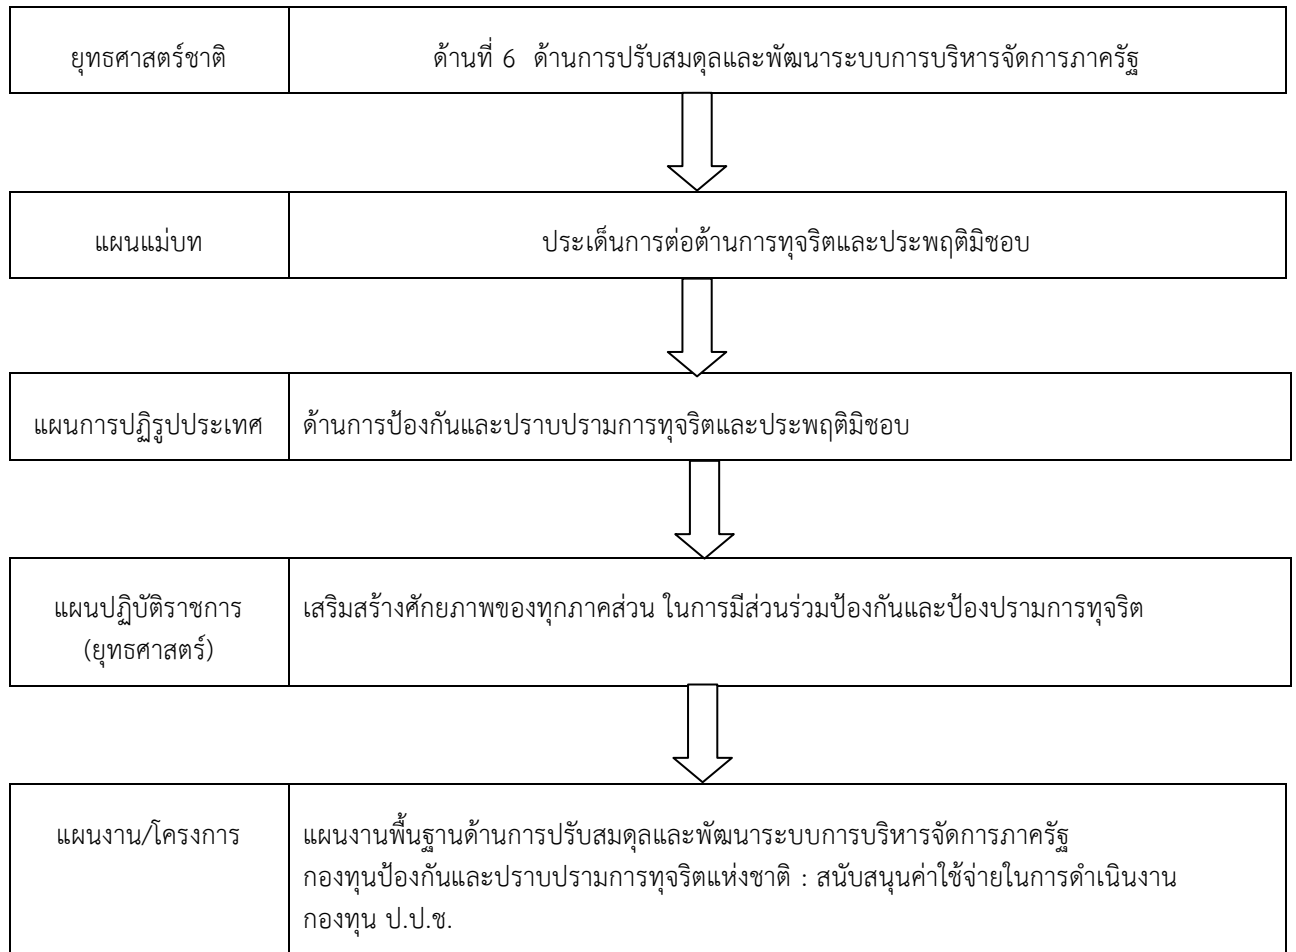 ยุทธศาสตร์ชาติ
ด้านที่ 6 ด้านการปรับสมดุลและพัฒนาระบบการบริหารจัดการภาครัฐ
แผนแม่บท
ประเด็นการต่อต้านการทุจริตและประพฤติมิชอบ
แผนการปฏิรูปประเทศ
ด้านการป้องกันและปราบปรามการทุจริตและประพฤติมิชอบ
แผนปฏิบัติราชการ
(ยุทธศาสตร์)
เสริมสร้างศักยภาพของทุกภาคส่วน ในการมีส่วนร่วมป้องกันและป้องปรามการทุจริต
แผนงาน/โครงการ
แผนงานพื้นฐานด้านการปรับสมดุลและพัฒนาระบบการบริหารจัดการภาครัฐ
กองทุนป้องกันและปราบปรามการทุจริตแห่งชาติ : สนับสนุนค่าใช้จ่ายในการดำเนินงาน
กองทุน ป.ป.ช.